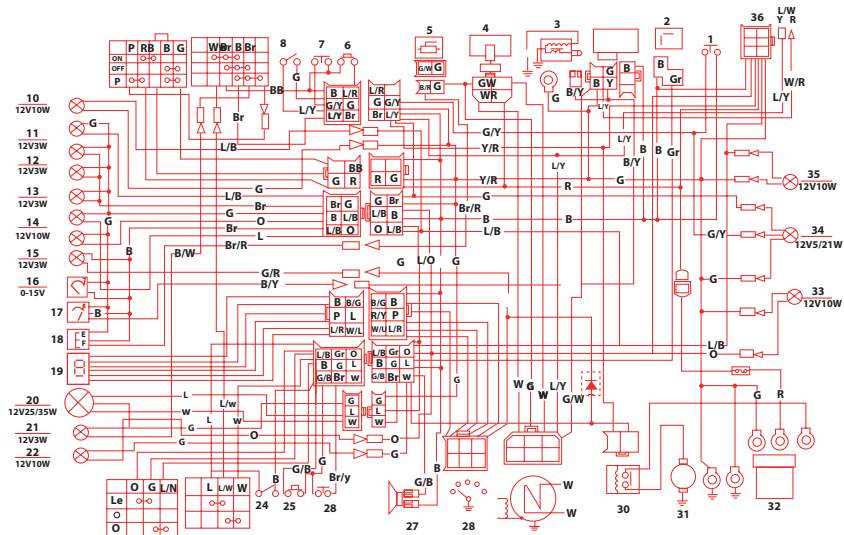 5 4 3 2 L/W
Y R
36
P RB B G
ON
OFF
P
Wʙ Br B Br
8 7 6
1
G/W G
B/R G
GW
WR
G B
B Y
B
Gr
G
BB
L/Y
B L/R
G/Y G
L/Y Br
L/R
G G/Y
Br L/Y
G B/Y L/Y
W/R
L/Y
10
12V10W
11
12V3W
12
12V3W
13
12V3W
14
12V10W
15
12V3W
16
0-15V
17
18
E
F
19
20
12V25/35W
21
12V3W
22
12V10W
G
Br
L/B
G/Y
Y/R
L/Y
L/Y
B/Y
B B Gr
BB
G R
R G
G
L/B
Br
G
Br
O
L
Br/R
Br G
B L/B
L/B O
G
L/B B
O L
Y/R R G
G
Br/R
B B
L/B
35
12V10W
34
12V5/21W
G/Y
G
33
12V10W
G
B
B/W
G/R
B/Y
G L/O G
B
B B/G
P L
L/R W/L
B/G B
R/Y P
W/U L/R
L/B Gr O
B G L
G/B Br W
L/B Gr O
B G L
G/B Br W
L/B
O
L
W
L/w
G
L
W
G
G
L
W
G
L
W
G
W G W L/Y G/W
G R
G O
O
G
G
B
G/B
Br/y
G/B
B
O G L/N
Le
O
O
L L/W W
24 25 28
27
28
W
W
30
31
32